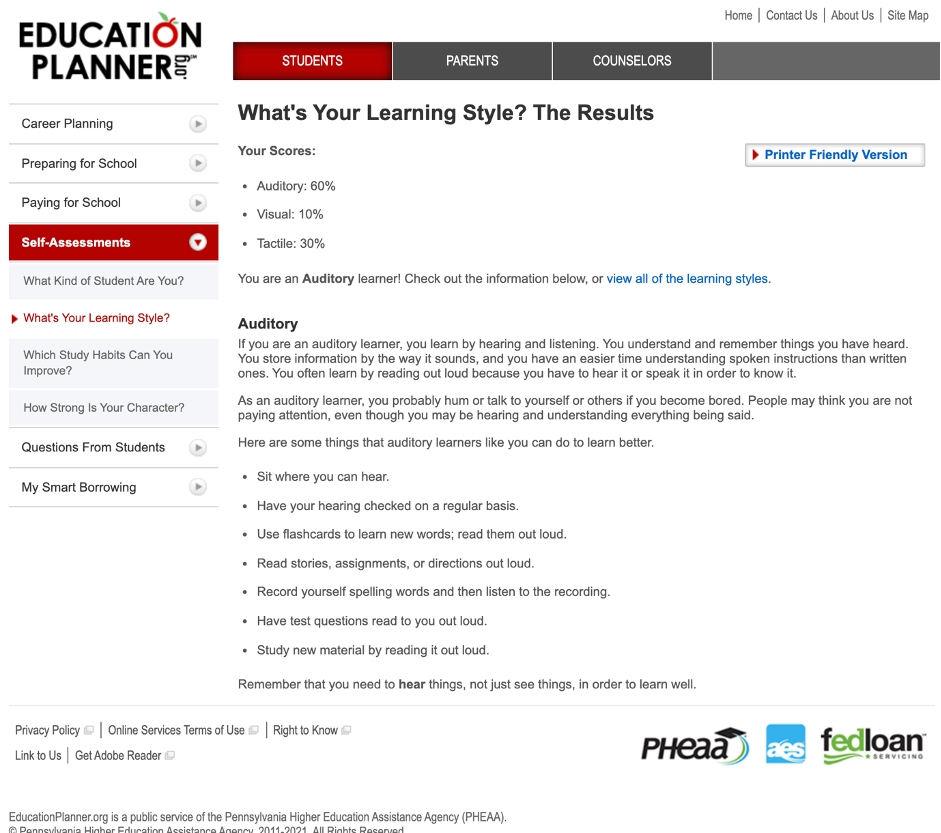 Home | Contact Us | About Us | Site Map
EDUCATION
PLANNER.org™
STUDENTS
PARENTS
COUNSELORS
Career Planning
Preparing for School
Paying for School
Self-Assessments
What Kind of Student Are You?
What's Your Learning Style?
Which Study Habits Can You
Improve?
How Strong Is Your Character?
Questions From Students
My Smart Borrowing
What's Your Learning Style? The Results
Your Scores:
Printer Friendly Version
• Auditory: 60%
• Visual: 10%
• Tactile: 30%
You are an Auditory learner! Check out the information below, or view all of the learning styles.
Auditory
If you are an auditory learner, you learn by hearing and listening. You understand and remember things you have heard.
You store information by the way it sounds, and you have an easier time understanding spoken instructions than written
ones. You often learn by reading out loud because you have to hear it or speak it in order to know it.
As an auditory learner, you probably hum or talk to yourself or others if you become bored. People may think you are not
paying attention, even though you may be hearing and understanding everything being said.
Here are some things that auditory learners like you can do to learn better.
• Sit where you can hear.
• Have your hearing checked on a regular basis.
• Use flashcards to learn new words; read them out loud.
• Read stories, assignments, or directions out loud.
• Record yourself spelling words and then listen to the recording.
• Have test questions read to you out loud.
• Study new material by reading it out loud.
Remember that you need to hear things, not just see things, in order to learn well.
Privacy Policy | Online Services Terms of Use | Right to Know
Link to Us | Get Adobe Reader
PHEAA
aes
fedloan
SERVICING
EducationPlanner.org is a public service of the Pennsylvania Higher Education Assistance Agency (PHEAA).
© Pennsylvania Higher Education Assistance Agency, 2011-2021. All Rights Reserved.